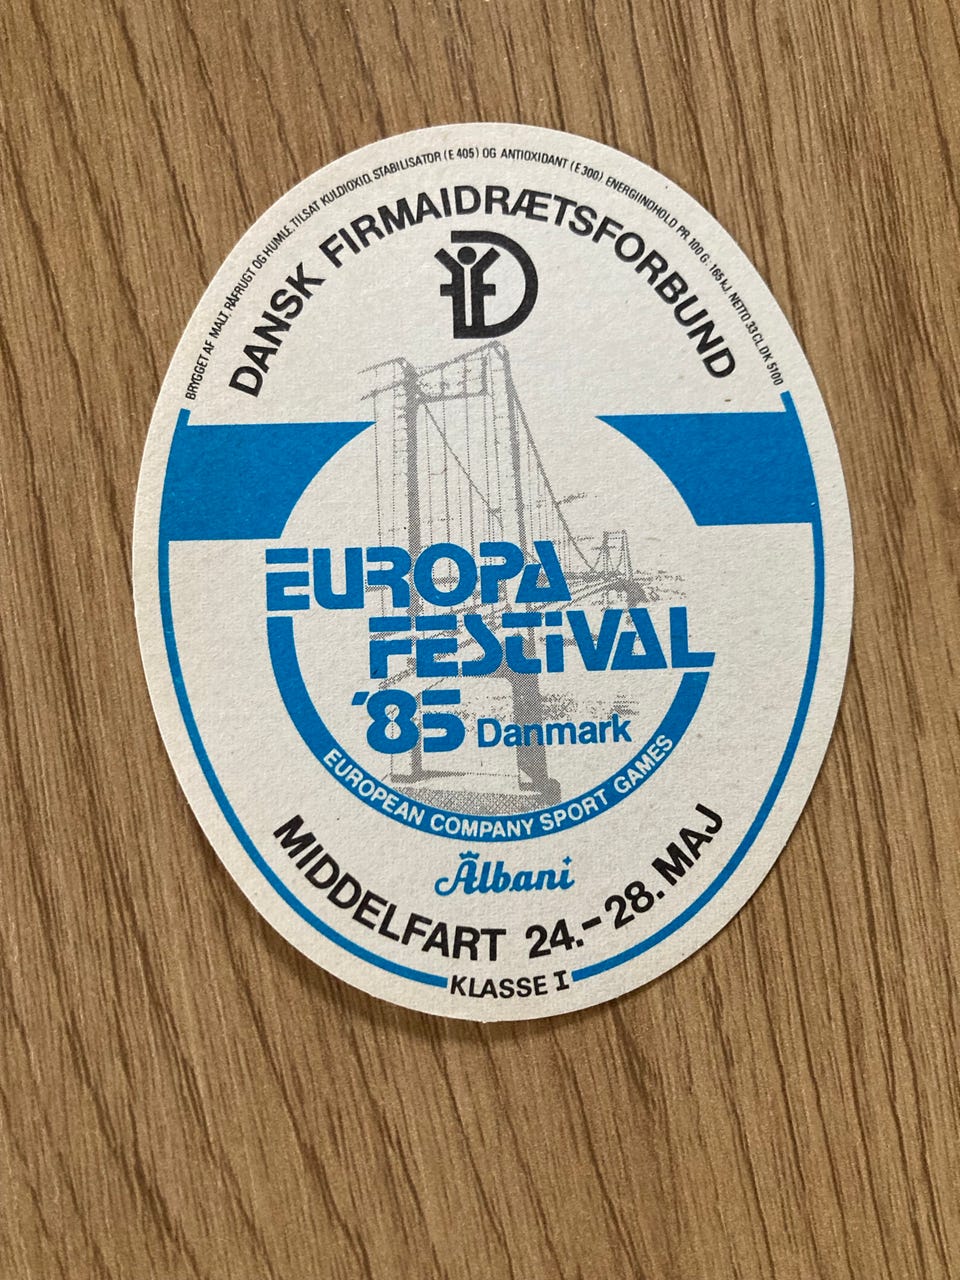 BRYGGET AF MALT, RÅFRUGT OG HUMLE, TILSAT KULDIOXID, STABILISATOR (E 405) OG ANTIOXIDANT (E 300) ENERGIINDHOLD PR. 100 G: 165 kJ. NETTO 33 CL. DK 5100
DANSK FIRMAIDRÆTSFORBUND
DFIF
EUROPA
FESTIVAL
'85 Danmark
EUROPEAN COMPANY SPORT GAMES
Albani
MIDDELFART 24.-28. MAJ
KLASSE I